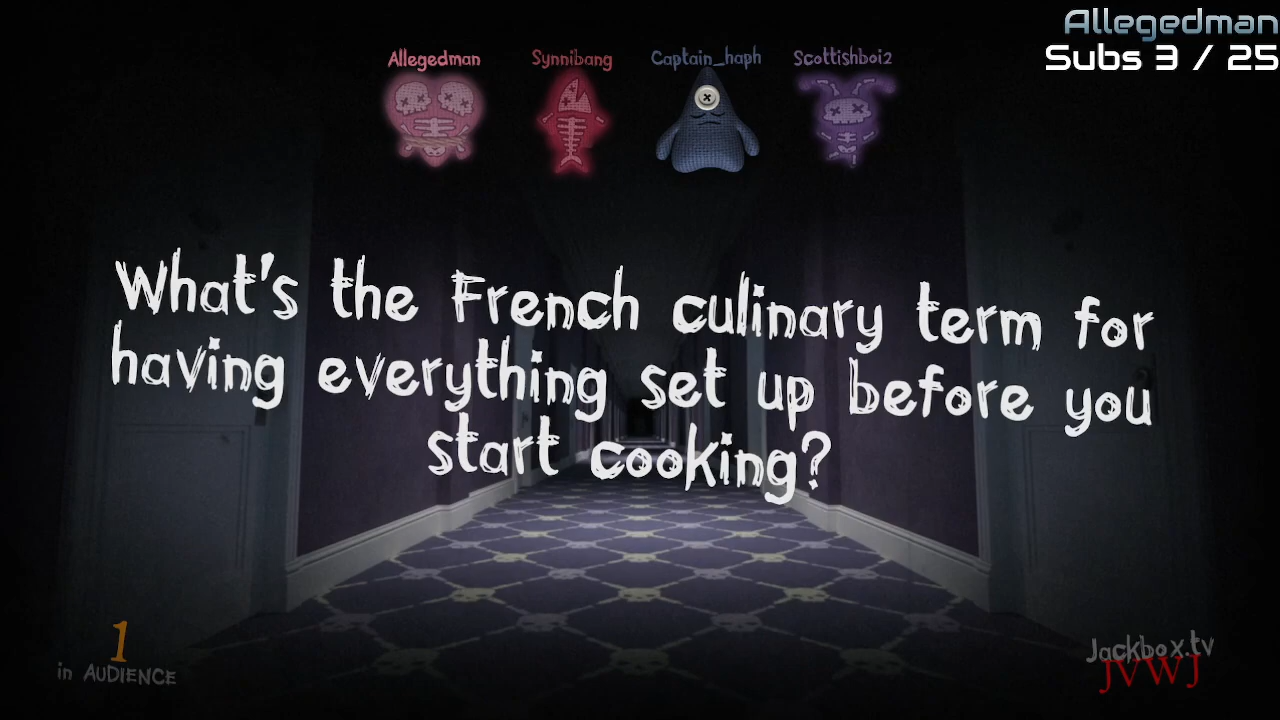 Allegedman
Subs 3 / 25
Allegedman Synnibang Captain_haph Scottishboi2
What's the French culinary term for
having everything set up before you
start cooking?
1
in AUDIENCE
Jackbox.tv
JVWJ